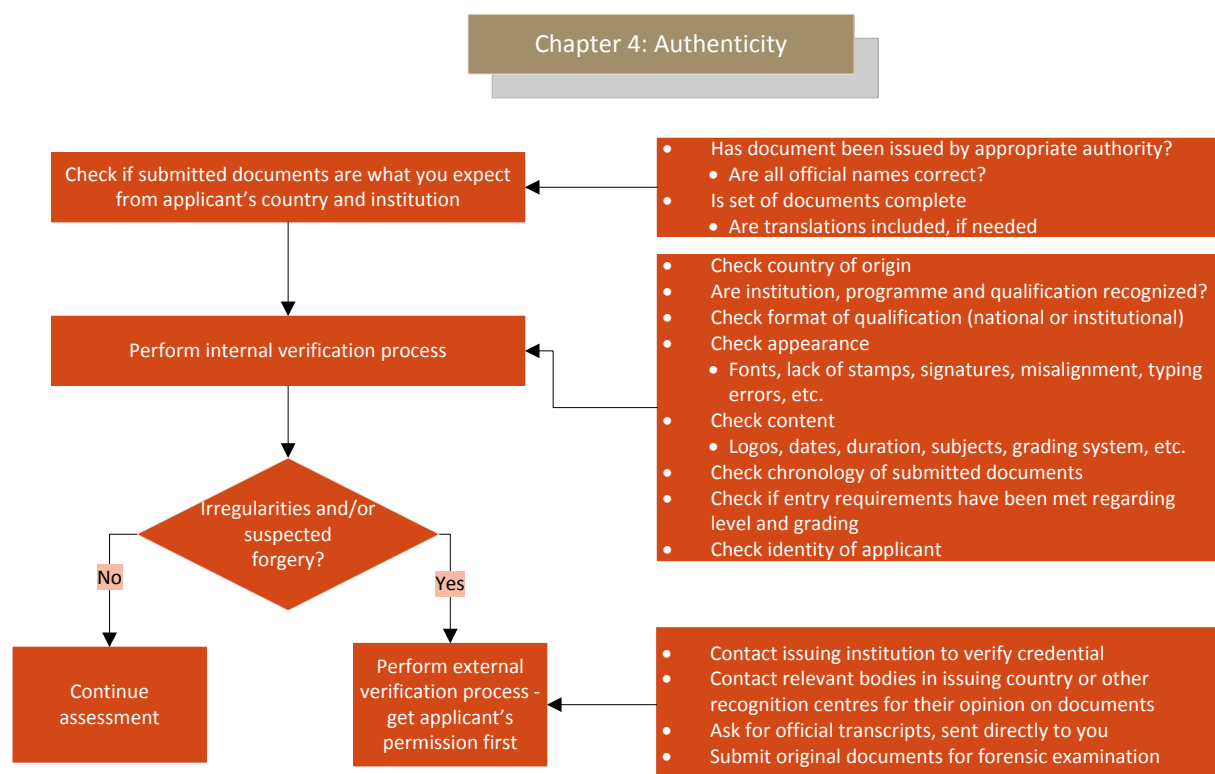 Chapter 4: Authenticity
Check if submitted documents are what you expect
from applicant's country and institution
• Has document been issued by appropriate authority?
• Are all official names correct?
• Is set of documents complete
• Are translations included, if needed
Perform internal verification process
• Check country of origin
• Are institution, programme and qualification recognized?
• Check format of qualification (national or institutional)
• Check appearance
• Fonts, lack of stamps, signatures, misalignment, typing
errors, etc.
• Check content
• Logos, dates, duration, subjects, grading system, etc.
• Check chronology of submitted documents
• Check if entry requirements have been met regarding
level and grading
• Check identity of applicant
Irregularities and/or
suspected
forgery?
No
Yes
Continue
assessment
Perform external
verification process -
get applicant's
permission first
• Contact issuing institution to verify credential
• Contact relevant bodies in issuing country or other
recognition centres for their opinion on documents
• Ask for official transcripts, sent directly to you
• Submit original documents for forensic examination